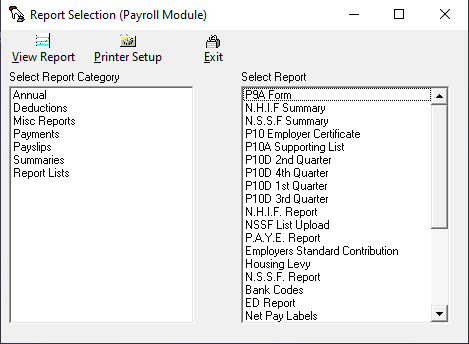 Report Selection (Payroll Module)
View Report
Printer Setup
Exit
Select Report Category
Annual
Deductions
Misc Reports
Payments
Payslips
Summaries
Report Lists
Select Report
P9A Form
N.H.I.F Summary
N.S.S.F Summary
P10 Employer Certificate
P10A Supporting List
P10D 2nd Quarter
P10D 4th Quarter
P10D 1st Quarter
P10D 3rd Quarter
N.H.I.F. Report
NSSF List Upload
P.A.Y.E. Report
Employers Standard Contribution
Housing Levy
N.S.S.F. Report
Bank Codes
ED Report
Net Pay Labels